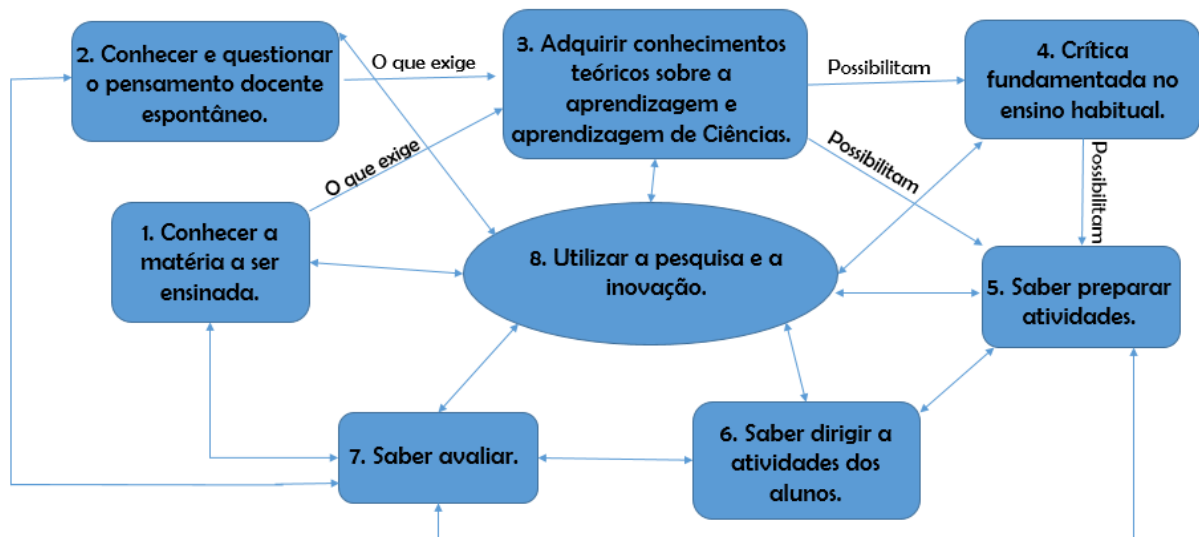 2. Conhecer e questionar
o pensamento docente
espontâneo.
O que exige
3. Adquirir conhecimentos
teóricos sobre a
aprendizagem e
aprendizagem de Ciências.
Possibilitam
4. Crítica
fundamentada no
ensino habitual.
O que exige
Possibilitam
Possibilitam
1. Conhecer a
matéria a ser
ensinada.
8. Utilizar a pesquisa e a
inovação.
5. Saber preparar
atividades.
7. Saber avaliar.
6. Saber dirigir a
atividades dos
alunos.